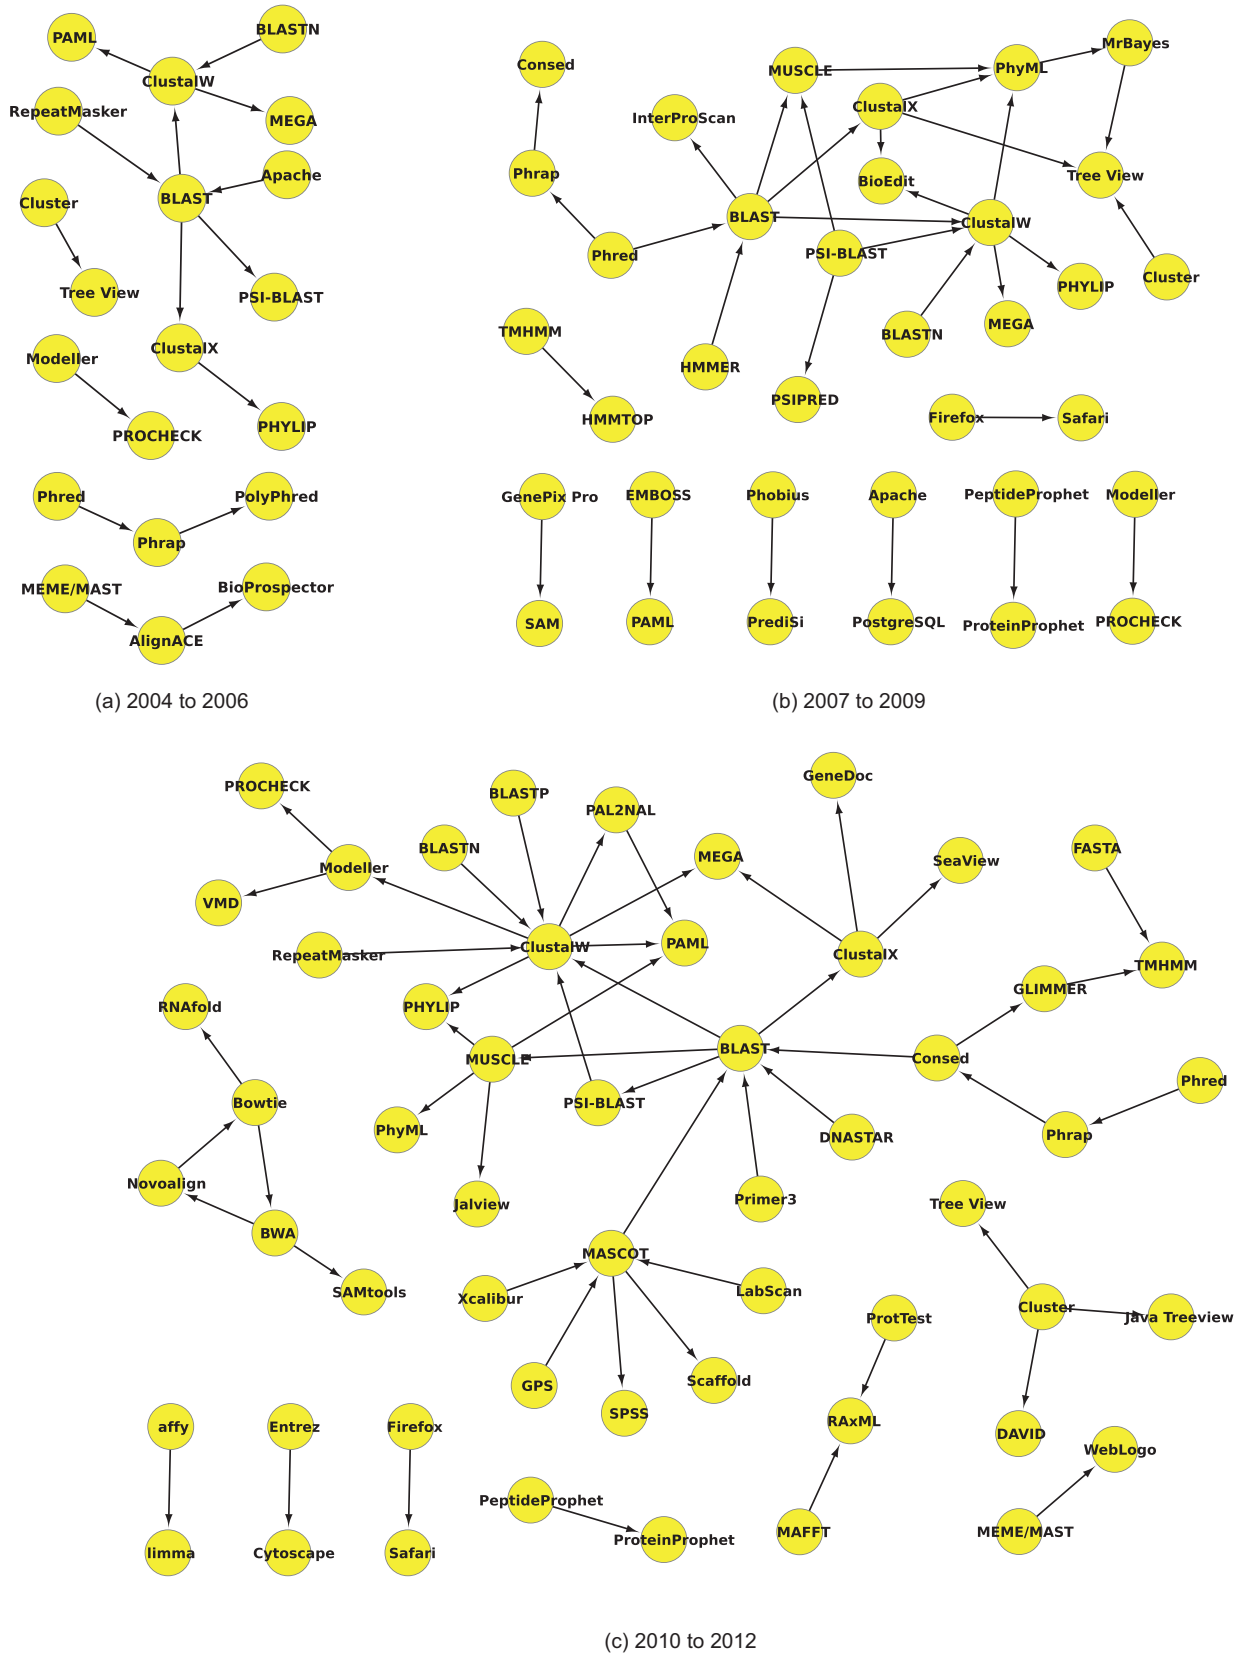 PAML
BLASTN
ClustalW
RepeatMasker
MEGA
Apache
BLAST
Cluster
Tree View
PSI-BLAST
ClustalX
Modeller
PHYLIP
PROCHECK
Phred
PolyPhred
Phrap
MEME/MAST
BioProspector
AlignACE
(a) 2004 to 2006
Consed
MUSCLE
PhyML
MrBayes
ClustalX
InterProScan
Phrap
BioEdit
Tree View
BLAST
ClustalW
Phred
PSI-BLAST
Cluster
PHYLIP
TMHMM
BLASTN
MEGA
HMMER
PSIPRED
HMMTOP
Firefox
Safari
GenePix Pro
EMBOSS
Phobius
Apache
PeptideProphet
Modeller
SAM
PAML
PrediSi
PostgreSQL
ProteinProphet
PROCHECK
(b) 2007 to 2009
PROCHECK
BLASTP
PAL2NAL
GeneDoc
BLASTN
MEGA
SeaView
FASTA
Modeller
VMD
RepeatMasker
ClustalW
PAML
ClustalX
TMHMM
GLIMMER
RNAfold
PHYLIP
MUSCLE
BLAST
Consed
Phred
Bowtie
PSI-BLAST
PhyML
DNASTAR
Phrap
Novoalign
Jalview
Primer3
Tree View
BWA
MASCOT
SAMtools
Xcalibur
LabScan
ProtTest
Cluster
Java Treeview
GPS
SPSS
Scaffold
RAxML
DAVID
affy
Entrez
Firefox
WebLogo
PeptideProphet
ProteinProphet
MAFFT
MEME/MAST
limma
Cytoscape
Safari
(c) 2010 to 2012